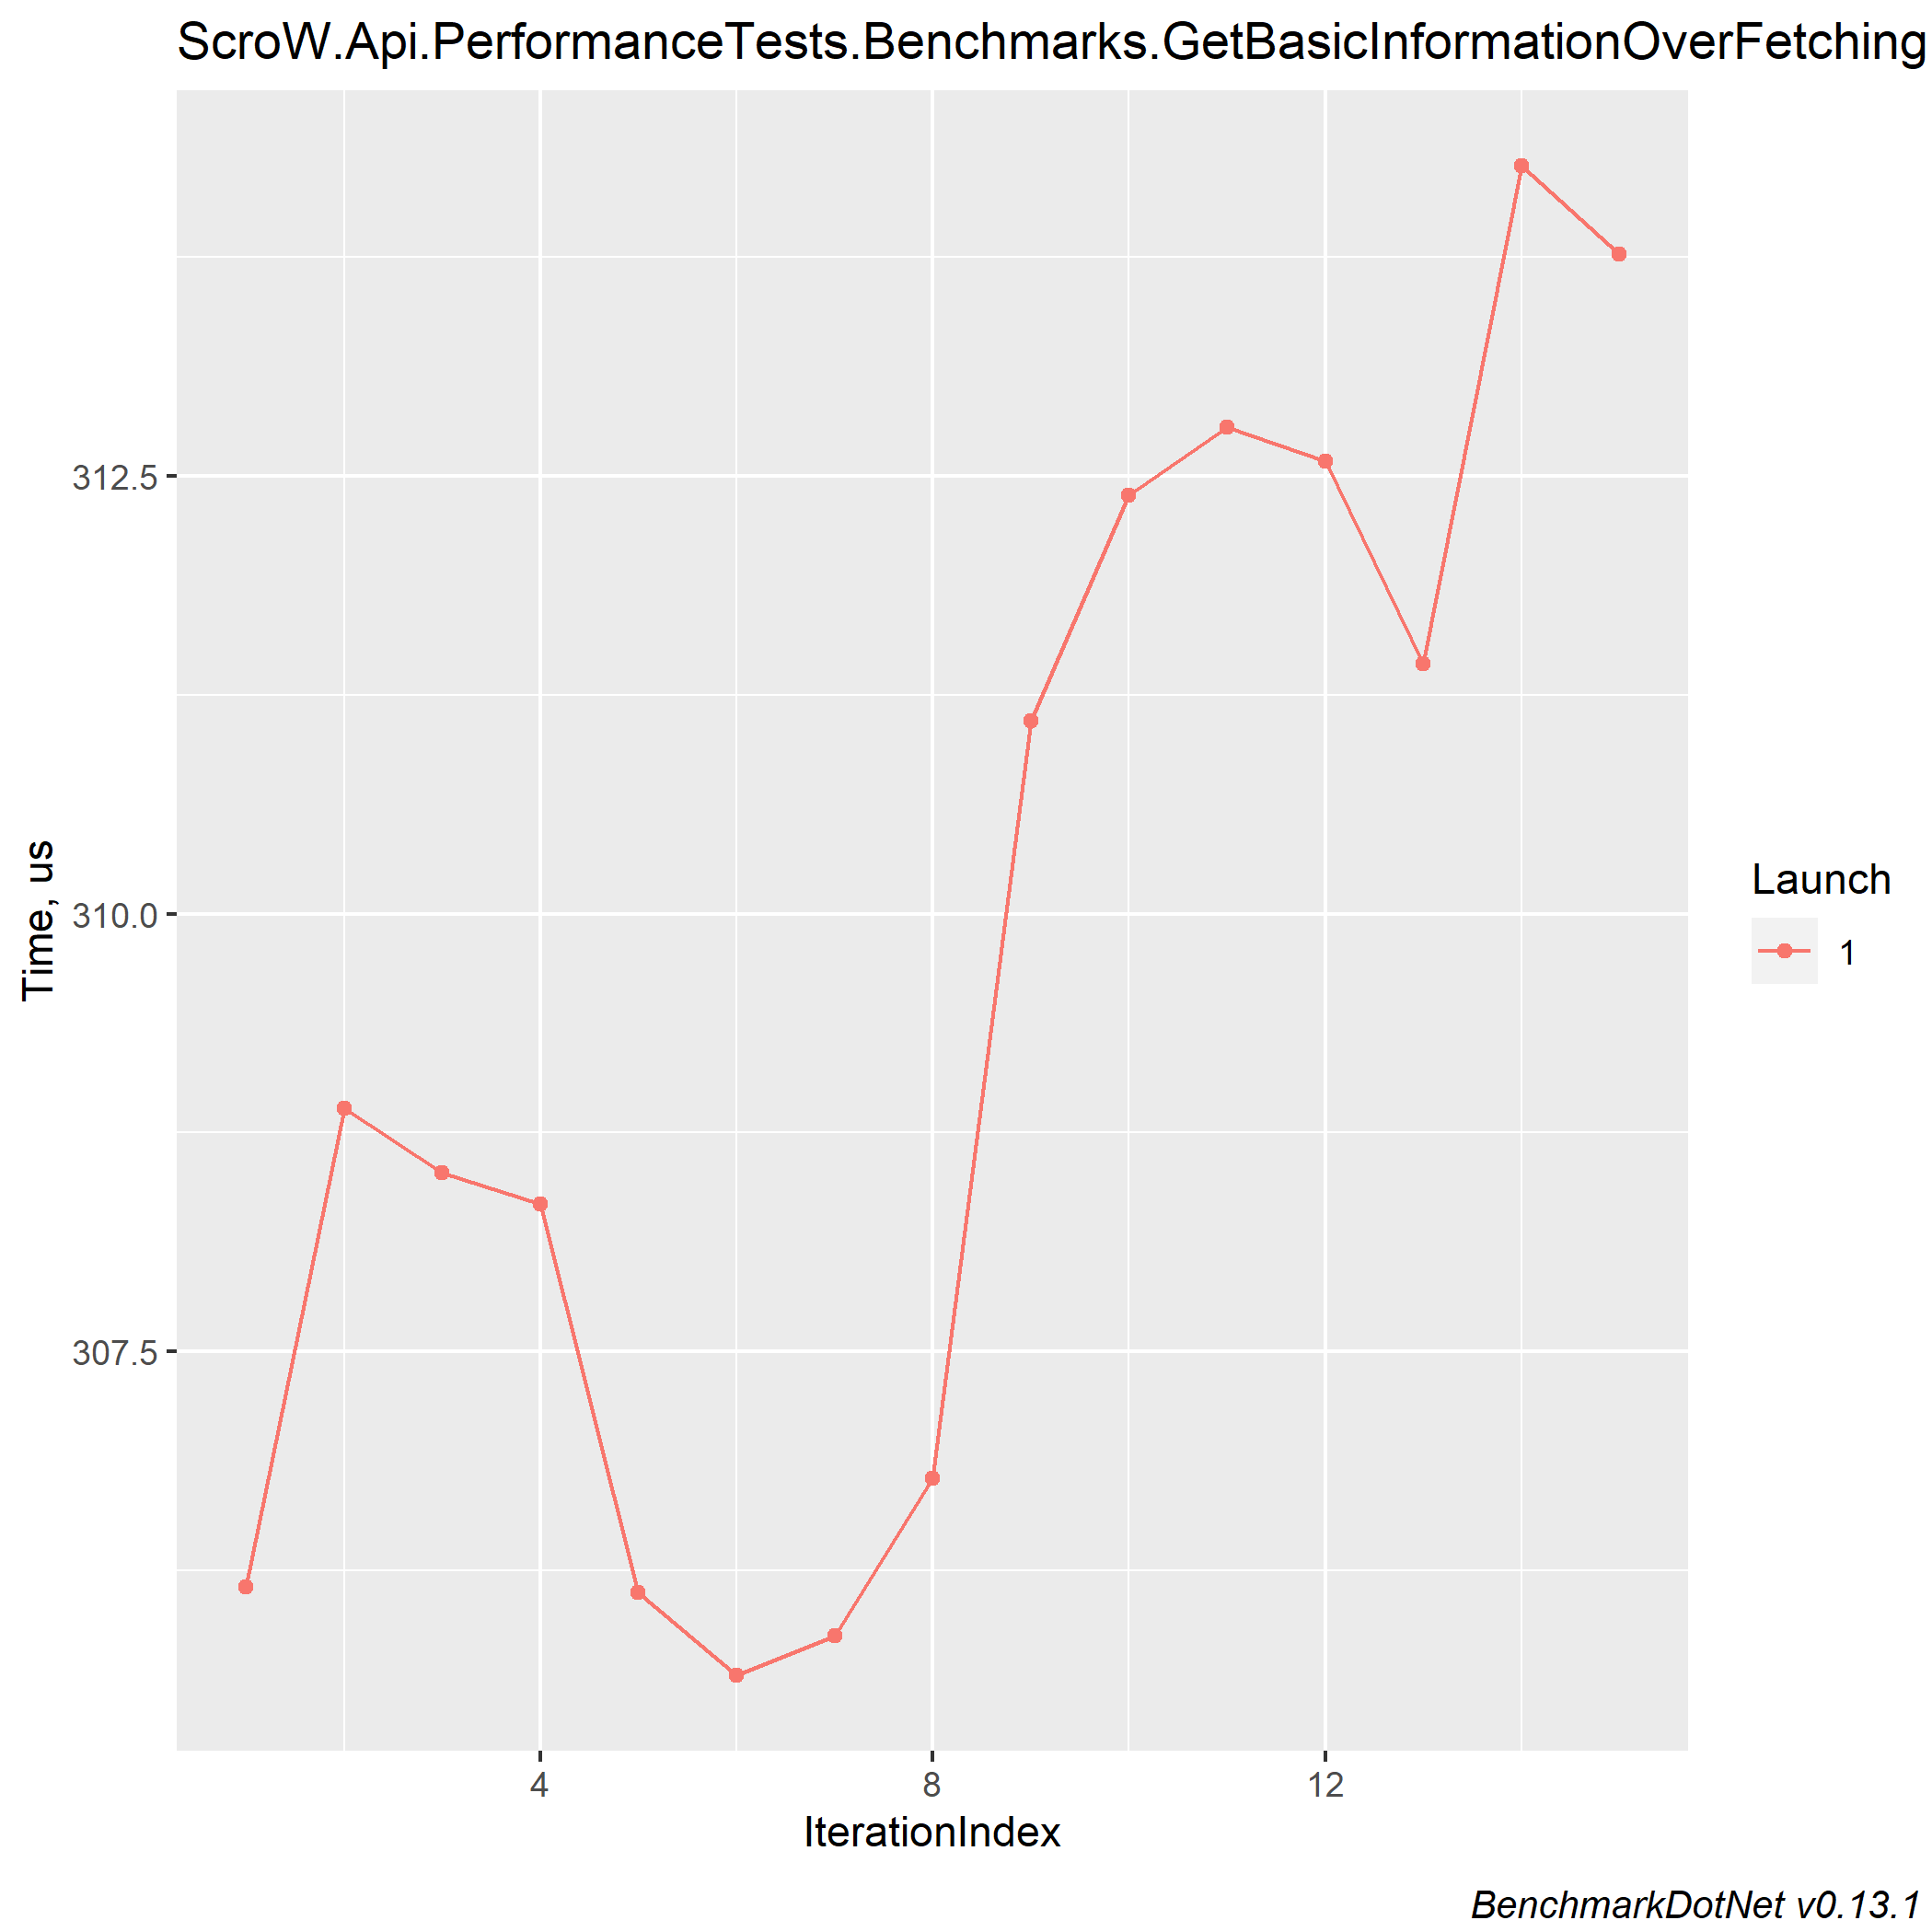 ScroW.Api.PerformanceTests.Benchmarks.GetBasicInformationOverFetching
Time, us
312.5
310.0
307.5
4
8
12
IterationIndex
Launch
1
BenchmarkDotNet v0.13.1